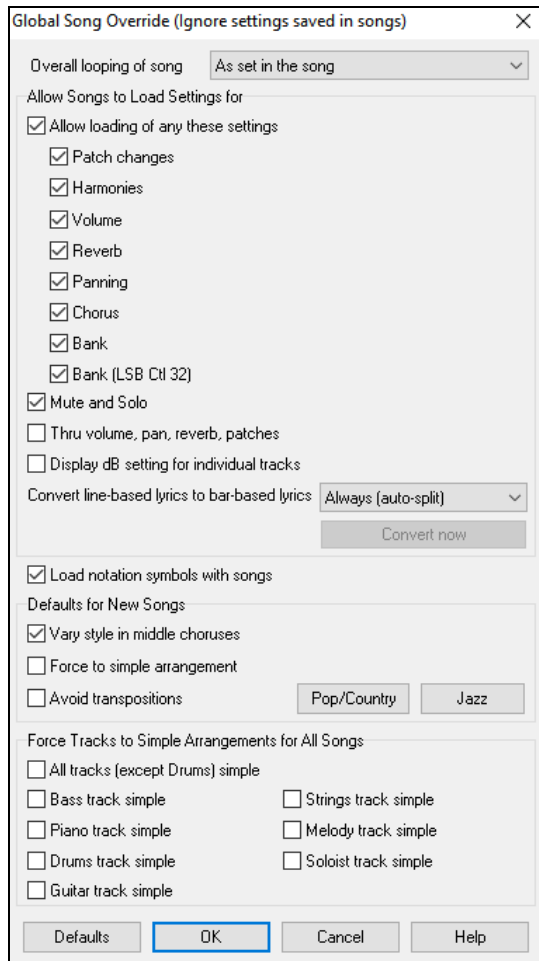 Global Song Override (Ignore settings saved in songs)
Overall looping of song As set in the song
Allow Songs to Load Settings for
Allow loading of any these settings
Patch changes
Harmonies
Volume
Reverb
Panning
Chorus
Bank
Bank (LSB Ctl 32)
Mute and Solo
Thru volume, pan, reverb, patches
Display dB setting for individual tracks
Convert line-based lyrics to bar-based lyrics Always (auto-split)
Convert now
Load notation symbols with songs
Defaults for New Songs
Vary style in middle choruses
Force to simple arrangement
Avoid transpositions Pop/Country Jazz
Force Tracks to Simple Arrangements for All Songs
All tracks (except Drums) simple
Bass track simple Strings track simple
Piano track simple Melody track simple
Drums track simple Soloist track simple
Guitar track simple
Defaults OK Cancel Help